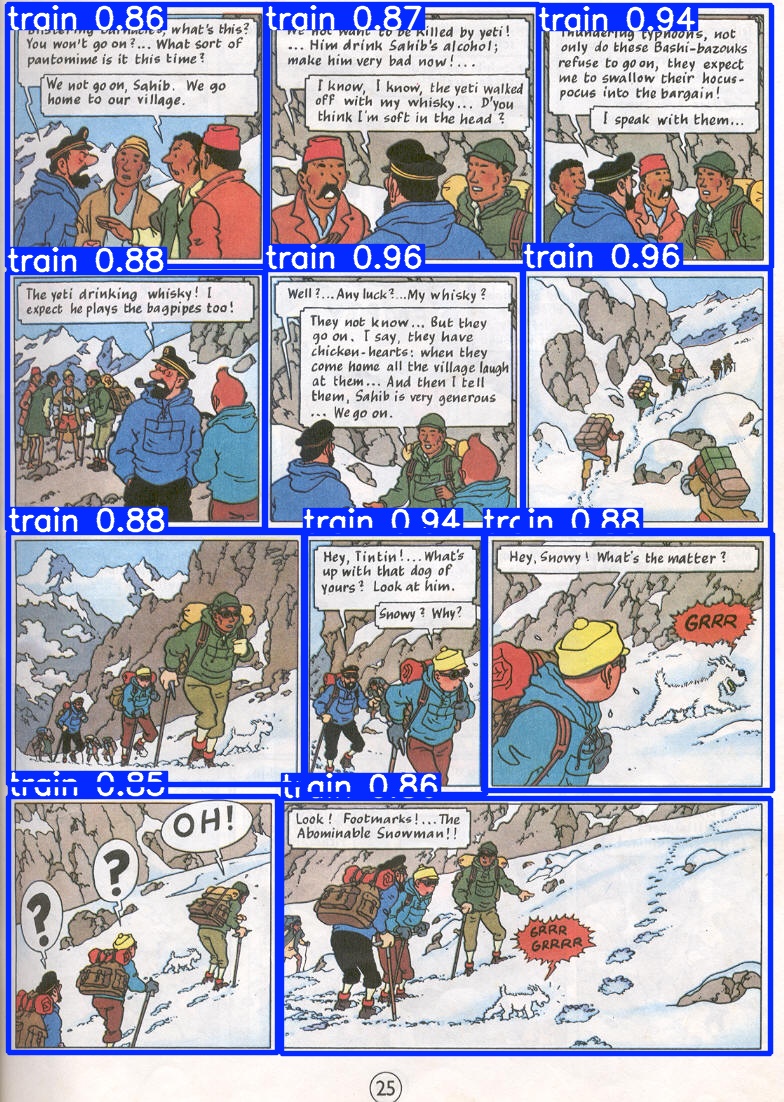 train 0.86
what's this?
You won't go on?... What sort of
pantomime is it this time?
We not go on, Sahib. We go
home to our village.
train 0.87
We not want to be killed by yeti!
... Him drink Sahib's alcohol;
make him very bad now!...
I know, I know, the yeti walked
off with my whisky... D'you
think I'm soft in the head?
train 0.94
Thundering typhoons, not
only do these Bashi-bazouks
refuse to go on, they expect
me to swallow their hocus-
pocus into the bargain!
I speak with them...
train 0.88
The yeti drinking whisky! I
expect he plays the bagpipes too!
train 0.96
Well?... Any luck?...My whisky?
They not know... But they
go on. I say, they have
chicken-hearts: when they
come home all the village laugh
at them... And then I tell
them, Sahib is very generous
... We go on.
train 0.96
train 0.88
train 0.94
Hey, Tintin!...What's
up with that dog of
yours? Look at him.
Snowy? Why?
train 0.88
Hey, Snowy! What's the matter?
GRRR
train 0.85
?
?
OH!
train 0.86
Look! Footmarks!...The
Abominable Snowman!!
GRRR
GRRRR
25